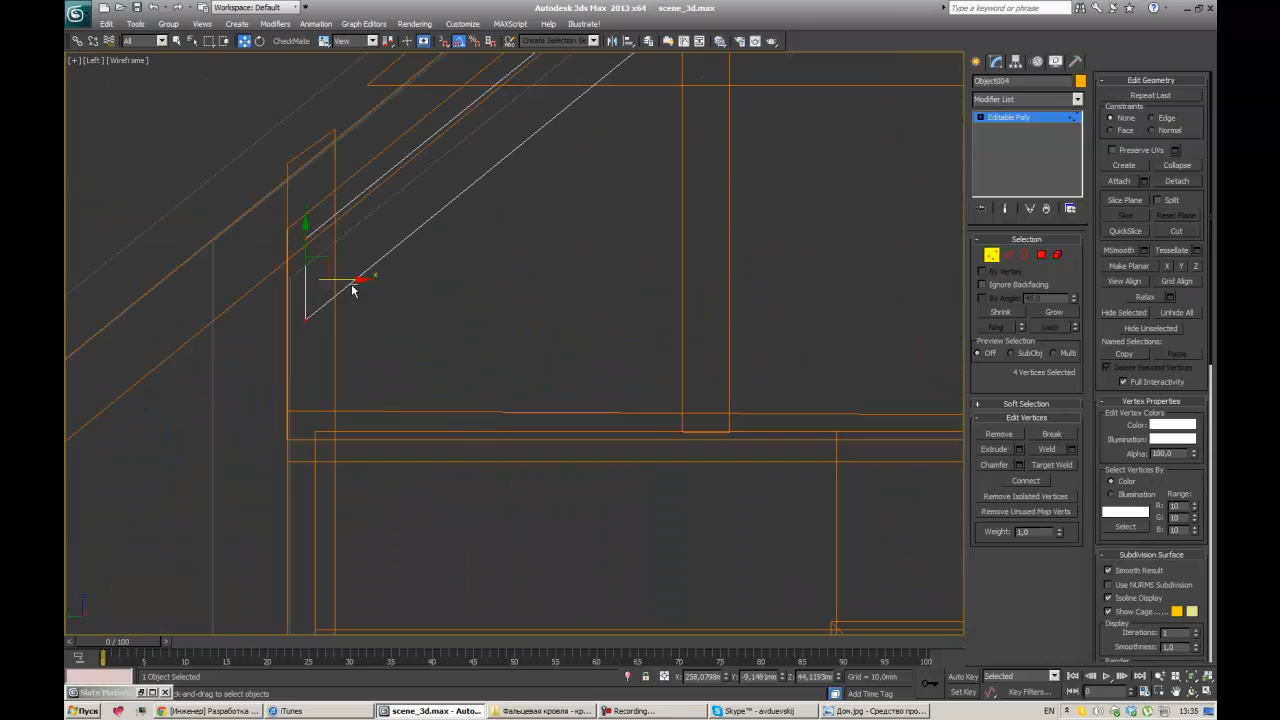 Workspace: Default
Autodesk 3ds Max 2013 x64 scene_3d.max
Type a keyword or phrase
Edit Tools Group Views Create Modifiers Animation Graph Editors Rendering Customize MAXScript Help Illustrate!
All CheckMate View Create Selection Se
[+] [Left] [Wireframe]
x
Object004
Modifier List
Editable Poly
Selection
By Vertex
Ignore Backfacing
By Angle: 45,0
Shrink Grow
Ring Loop
Preview Selection
Off SubObj Multi
4 Vertices Selected
Soft Selection
Edit Vertices
Remove Break
Extrude Weld
Chamfer Target Weld
Connect
Remove Isolated Vertices
Remove Unused Map Verts
Weight: 1,0
Edit Geometry
Repeat Last
Constraints
None Edge
Face Normal
Preserve UVs
Create Collapse
Attach Detach
Slice Plane Split
Slice Reset Plane
QuickSlice Cut
MSmooth Tessellate
Make Planar X Y Z
View Align Grid Align
Relax
Hide Selected Unhide All
Hide Unselected
Named Selections:
Copy Paste
Delete Isolated Vertices
Full Interactivity
Vertex Properties
Edit Vertex Colors
Color:
Illumination:
Alpha: 100,0
Select Vertices By
Color
Illumination Range:
R: 10
G: 10
B: 10
Select
Subdivision Surface
Smooth Result
Use NURMS Subdivision
Isoline Display
Show Cage......
Display
Iterations: 1
Smoothness: 1,0
Render
0 / 100
0 5 10 15 20 25 30 35 40 45 50 55 60 65 70 75 80 85 90 95 100
1 Object Selected X: 258,0798m Y: -9,1481mm Z: 44,1193mm Grid = 10,0mm Auto Key Selected
Slate Mater... ck-and-drag to select objects Add Time Tag Set Key Key Filters... 0
Пуск [Инженер] Разработка ... iTunes scene_3d.max - Auto... Фальцевая кровля - кр... Recording... Skype™ - avduevskij Дом.jpg - Средство про... EN 13:35